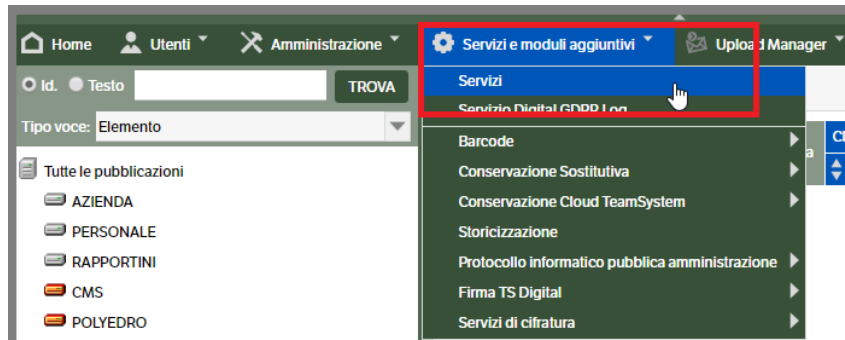 Home Utenti Amministrazione Servizi e moduli aggiuntivi Upload Manager
Id. Testo TROVA
Tipo voce: Elemento
Tutte le pubblicazioni
AZIENDA
PERSONALE
RAPPORTINI
CMS
POLYEDRO
Servizi
Servizio Digital GDPR Log
Barcode
Conservazione Sostitutiva
Conservazione Cloud TeamSystem
Storicizzazione
Protocollo informatico pubblica amministrazione
Firma TS Digital
Servizi di cifratura